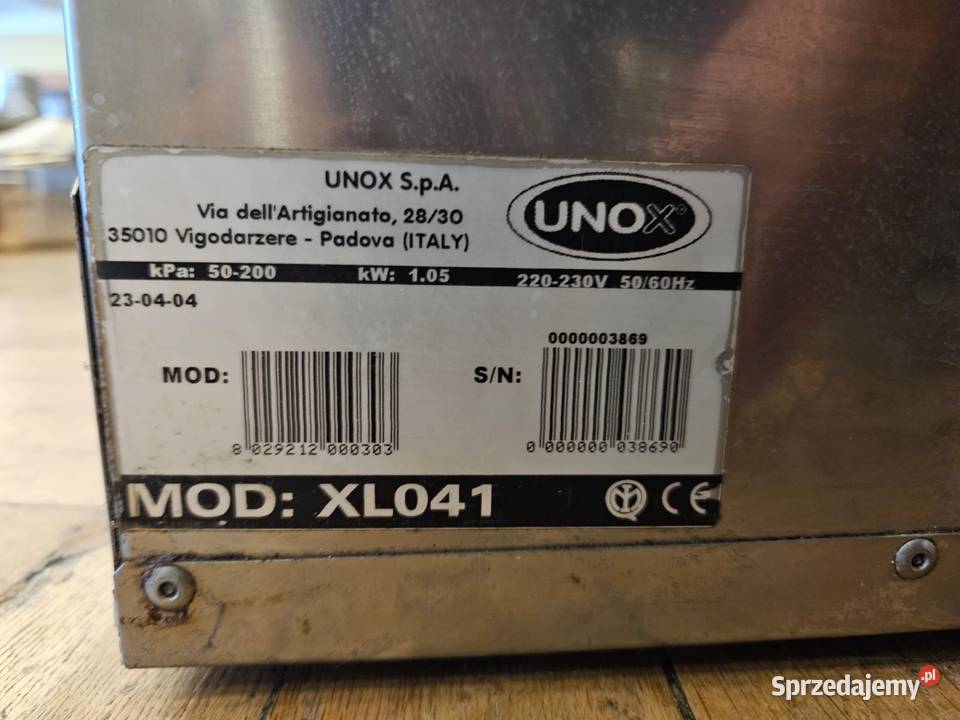 UNOX S.p.A.
Via dell'Artigianato, 28/30
35010 Vigodarzere - Padova (ITALY)
UNOX
kPa: 50-200 kW: 1.05 220-230V 50/60Hz
23-04-04
0000003869
MOD: S/N:
8 029212 000303
0 000000 038690
MOD: XL041
CE
Sprzedajemy.pl